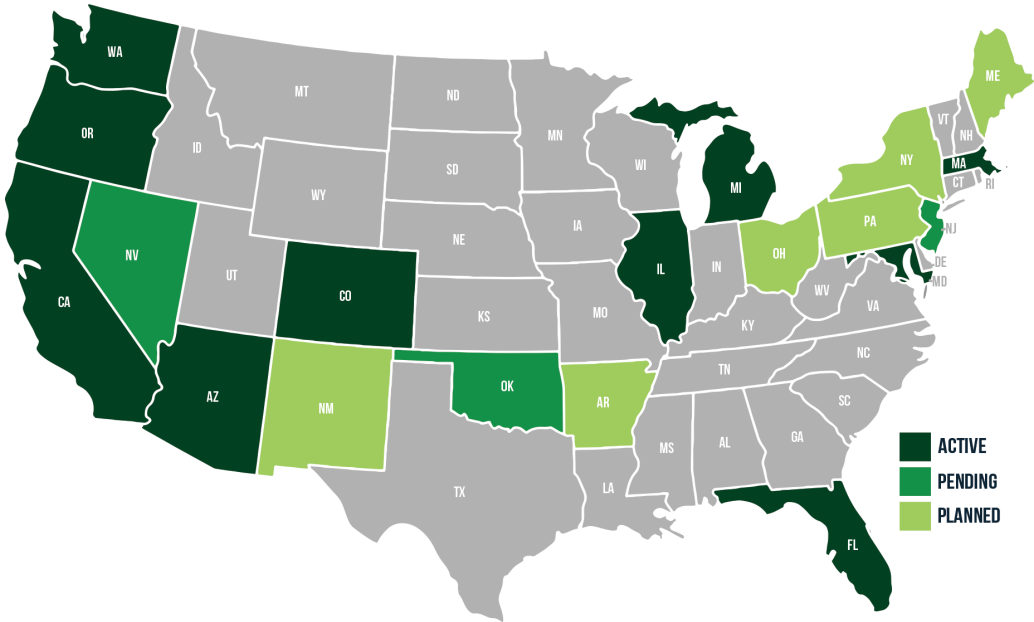 WA
MT
ND
MN
ME
VT
NH
OR
ID
SD
WI
MI
NY
MA
CT
RI
WY
IA
PA
NJ
NV
UT
NE
IL
IN
OH
DE
MD
CA
CO
KS
MO
KY
WV
VA
AZ
NM
OK
AR
TN
NC
SC
TX
LA
MS
AL
GA
FL
ACTIVE
PENDING
PLANNED